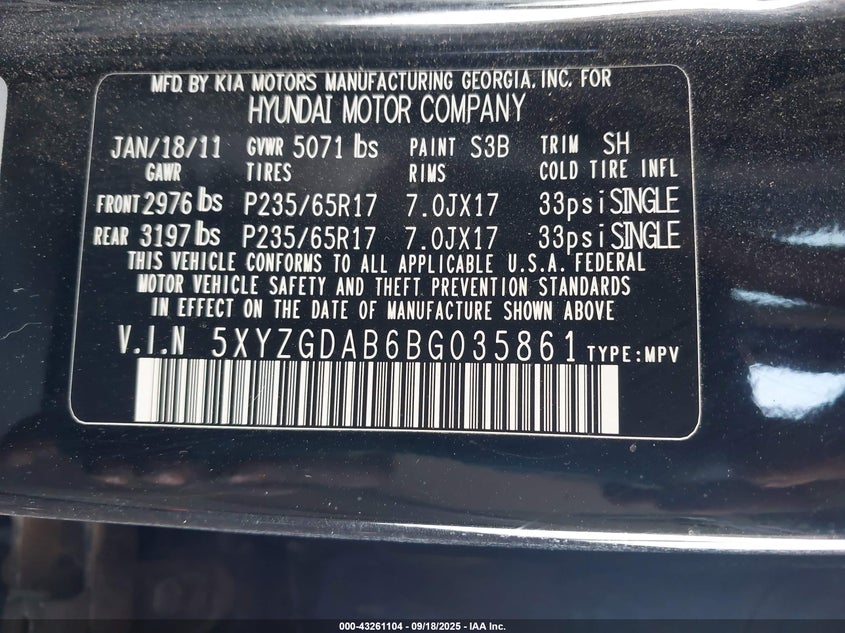 MFD. BY KIA MOTORS MANUFACTURING GEORGIA, INC. FOR
HYUNDAI MOTOR COMPANY
JAN/18/11 GVWR 5071 lbs PAINT S3B TRIM SH
GAWR TIRES RIMS COLD TIRE INFL
FRONT 2976 lbs P235/65R17 7.0JX17 33psi SINGLE
REAR 3197 lbs P235/65R17 7.0JX17 33psi SINGLE
THIS VEHICLE CONFORMS TO ALL APPLICABLE U.S.A. FEDERAL
MOTOR VEHICLE SAFETY AND THEFT PREVENTION STANDARDS
IN EFFECT ON THE DATE OF MANUFACTURE SHOWN ABOVE
V.I.N 5XYZGDAB6BG035861 TYPE:MPV
000-43261104 - 09/18/2025 - IAA Inc.